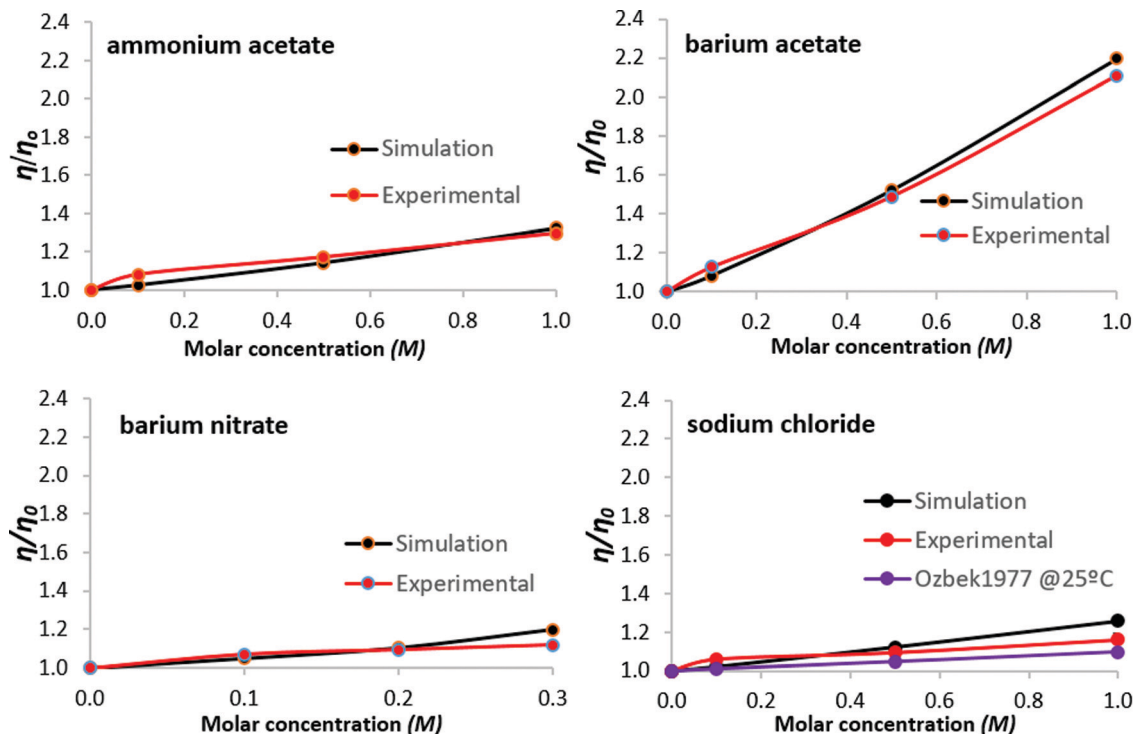 ammonium acetate
2.4
2.2
2.0
1.8
1.6
1.4
1.2
1.0
η/ηₒ
Simulation
Experimental
0.0 0.2 0.4 0.6 0.8 1.0
Molar concentration (M)
barium acetate
2.4
2.2
2.0
1.8
1.6
1.4
1.2
1.0
η/η₀
Simulation
Experimental
0.0 0.2 0.4 0.6 0.8 1.0
Molar concentration (M)
barium nitrate
2.4
2.2
2.0
1.8
1.6
1.4
1.2
1.0
η/η₀
Simulation
Experimental
0.0 0.1 0.2 0.3
Molar concentration (M)
sodium chloride
2.4
2.2
2.0
1.8
1.6
1.4
1.2
1.0
η/η₀
Simulation
Experimental
Ozbek1977 @25ºC
0.0 0.2 0.4 0.6 0.8 1.0
Molar concentration (M)